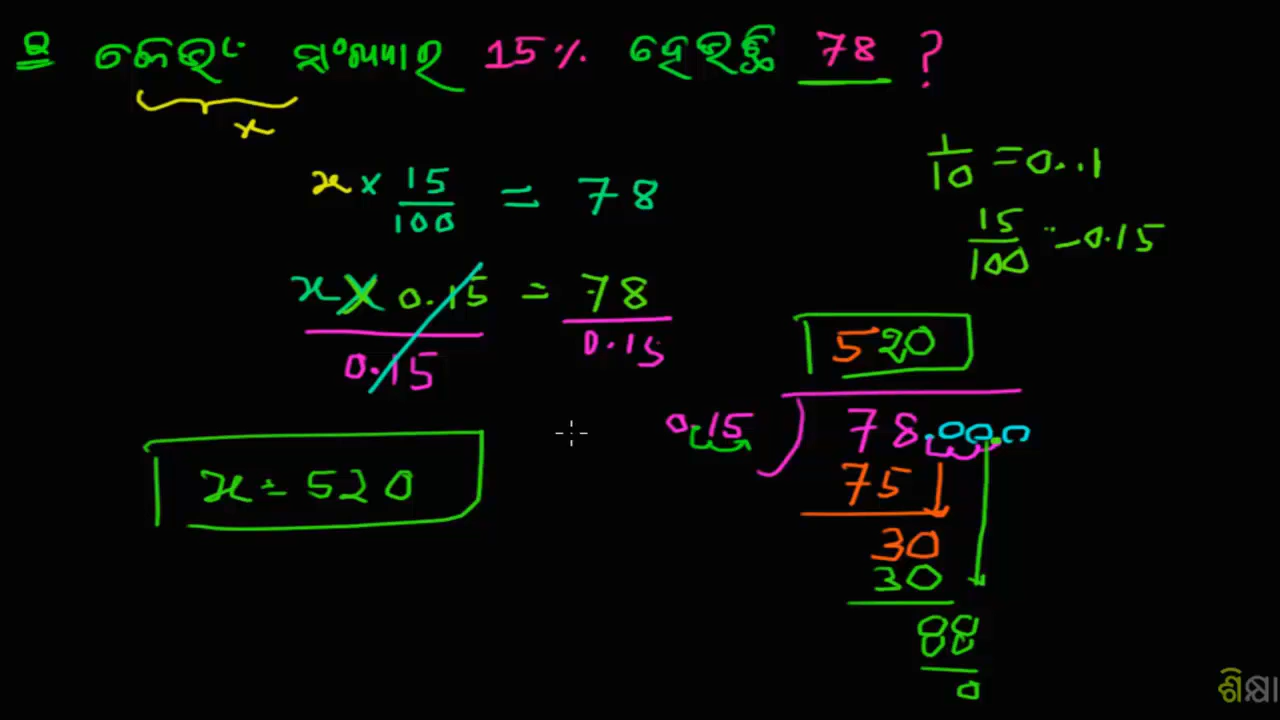 ପ୍ର କେଉଁ ସଂଖ୍ୟାର 15% ହେଉଛି 78 ?
x
x × 15/100 = 78
1/10 = 0.1
15/100 = 0.15
x × 0.15 / 0.15 = 78 / 0.15
520
0.15 ) 78.000
75
30
30
00
0
x = 520
ଶିକ୍ଷା